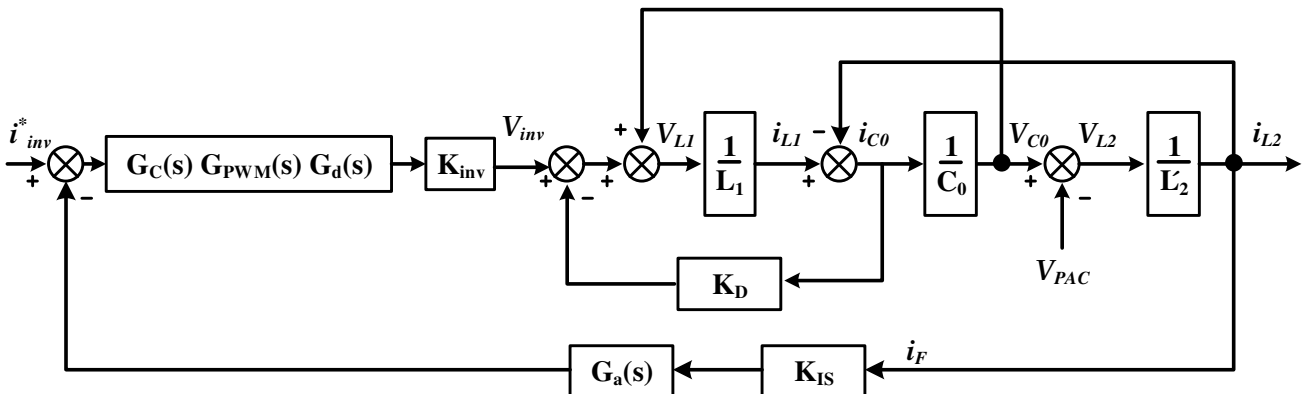 i*inv
+
−
GC(s) GPWM(s) Gd(s)
Kinv
Vinv
+
−
+
+
VL1
1
L1
iL1
−
+
iC0
1
C0
VC0
+
−
VPAC
VL2
1
L´2
iL2
KD
Ga(s)
KIS
iF